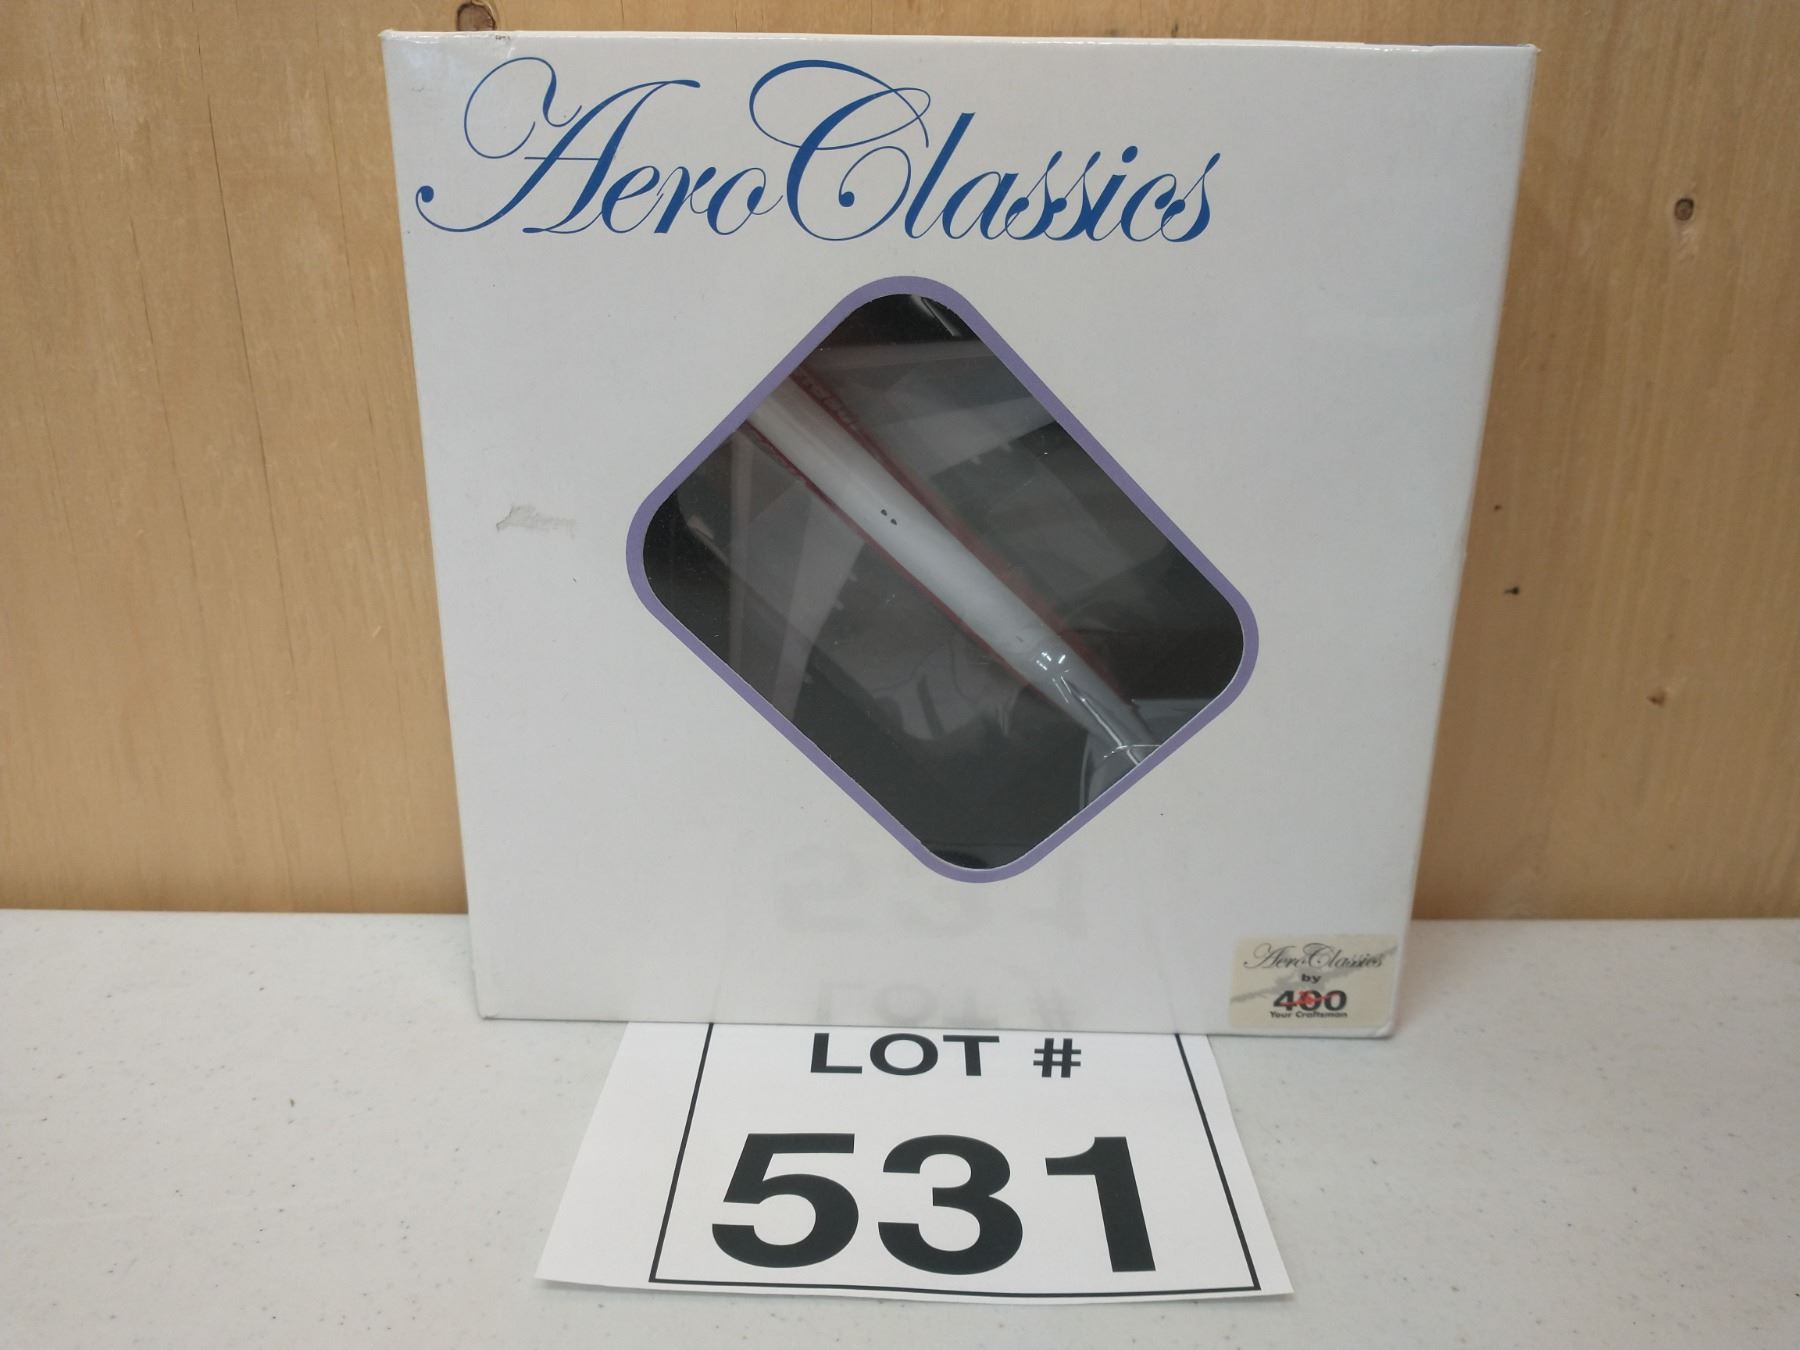 AeroClassics
AeroClassics
by
400
Your Craftsman
LOT #
531